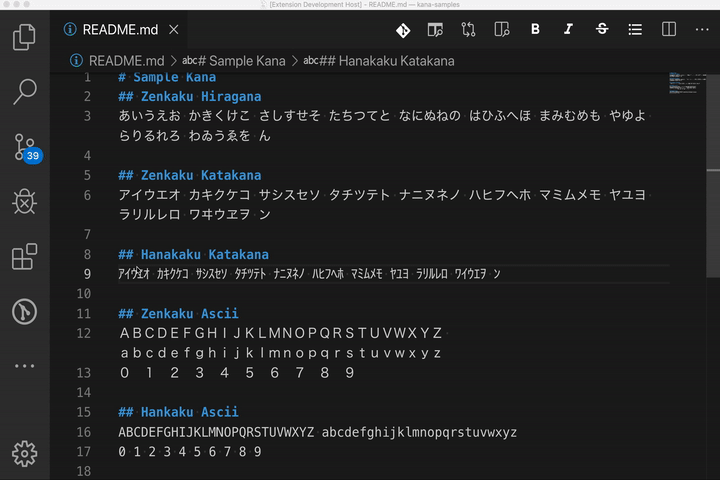 [Extension Development Host] - README.md — kana-samples
README.md
B I S
README.md > abc# Sample Kana > abc## Hanakaku Katakana
1 # Sample Kana
2 ## Zenkaku Hiragana
3 あいうえお かきくけこ さしすせそ たちつてと なにぬねの はひふへほ まみむめも やゆよ
らりるれろ わゐうゑを ん
4
5 ## Zenkaku Katakana
6 アイウエオ カキクケコ サシスセソ タチツテト ナニヌネノ ハヒフヘホ マミムメモ ヤユヨ
ラリルレロ ワヰウヱヲ ン
7
8 ## Hanakaku Katakana
9 アイウエオ カキクケコ サシスセソ タチツテト ナニヌネノ ハヒフヘホ マミムメモ ヤユヨ ラリルレロ ワイウエヲ ン
10
11 ## Zenkaku Ascii
12 ABCDEFGHIJKLMNOPQRSTUVWXYZ
abcdefghijklmnopqrstuvwxyz
13 0 1 2 3 4 5 6 7 8 9
14
15 ## Hankaku Ascii
16 ABCDEFGHIJKLMNOPQRSTUVWXYZ abcdefghijklmnopqrstuvwxyz
17 0 1 2 3 4 5 6 7 8 9
18
39